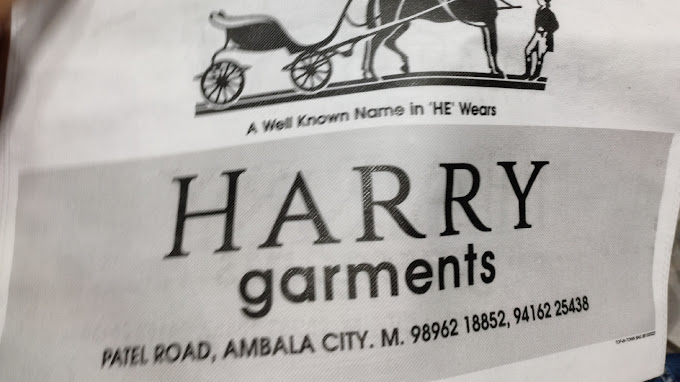 A Well Known Name in 'HE' Wears
HARRY
garments
PATEL ROAD, AMBALA CITY. M. 98962 18852, 94162 25438